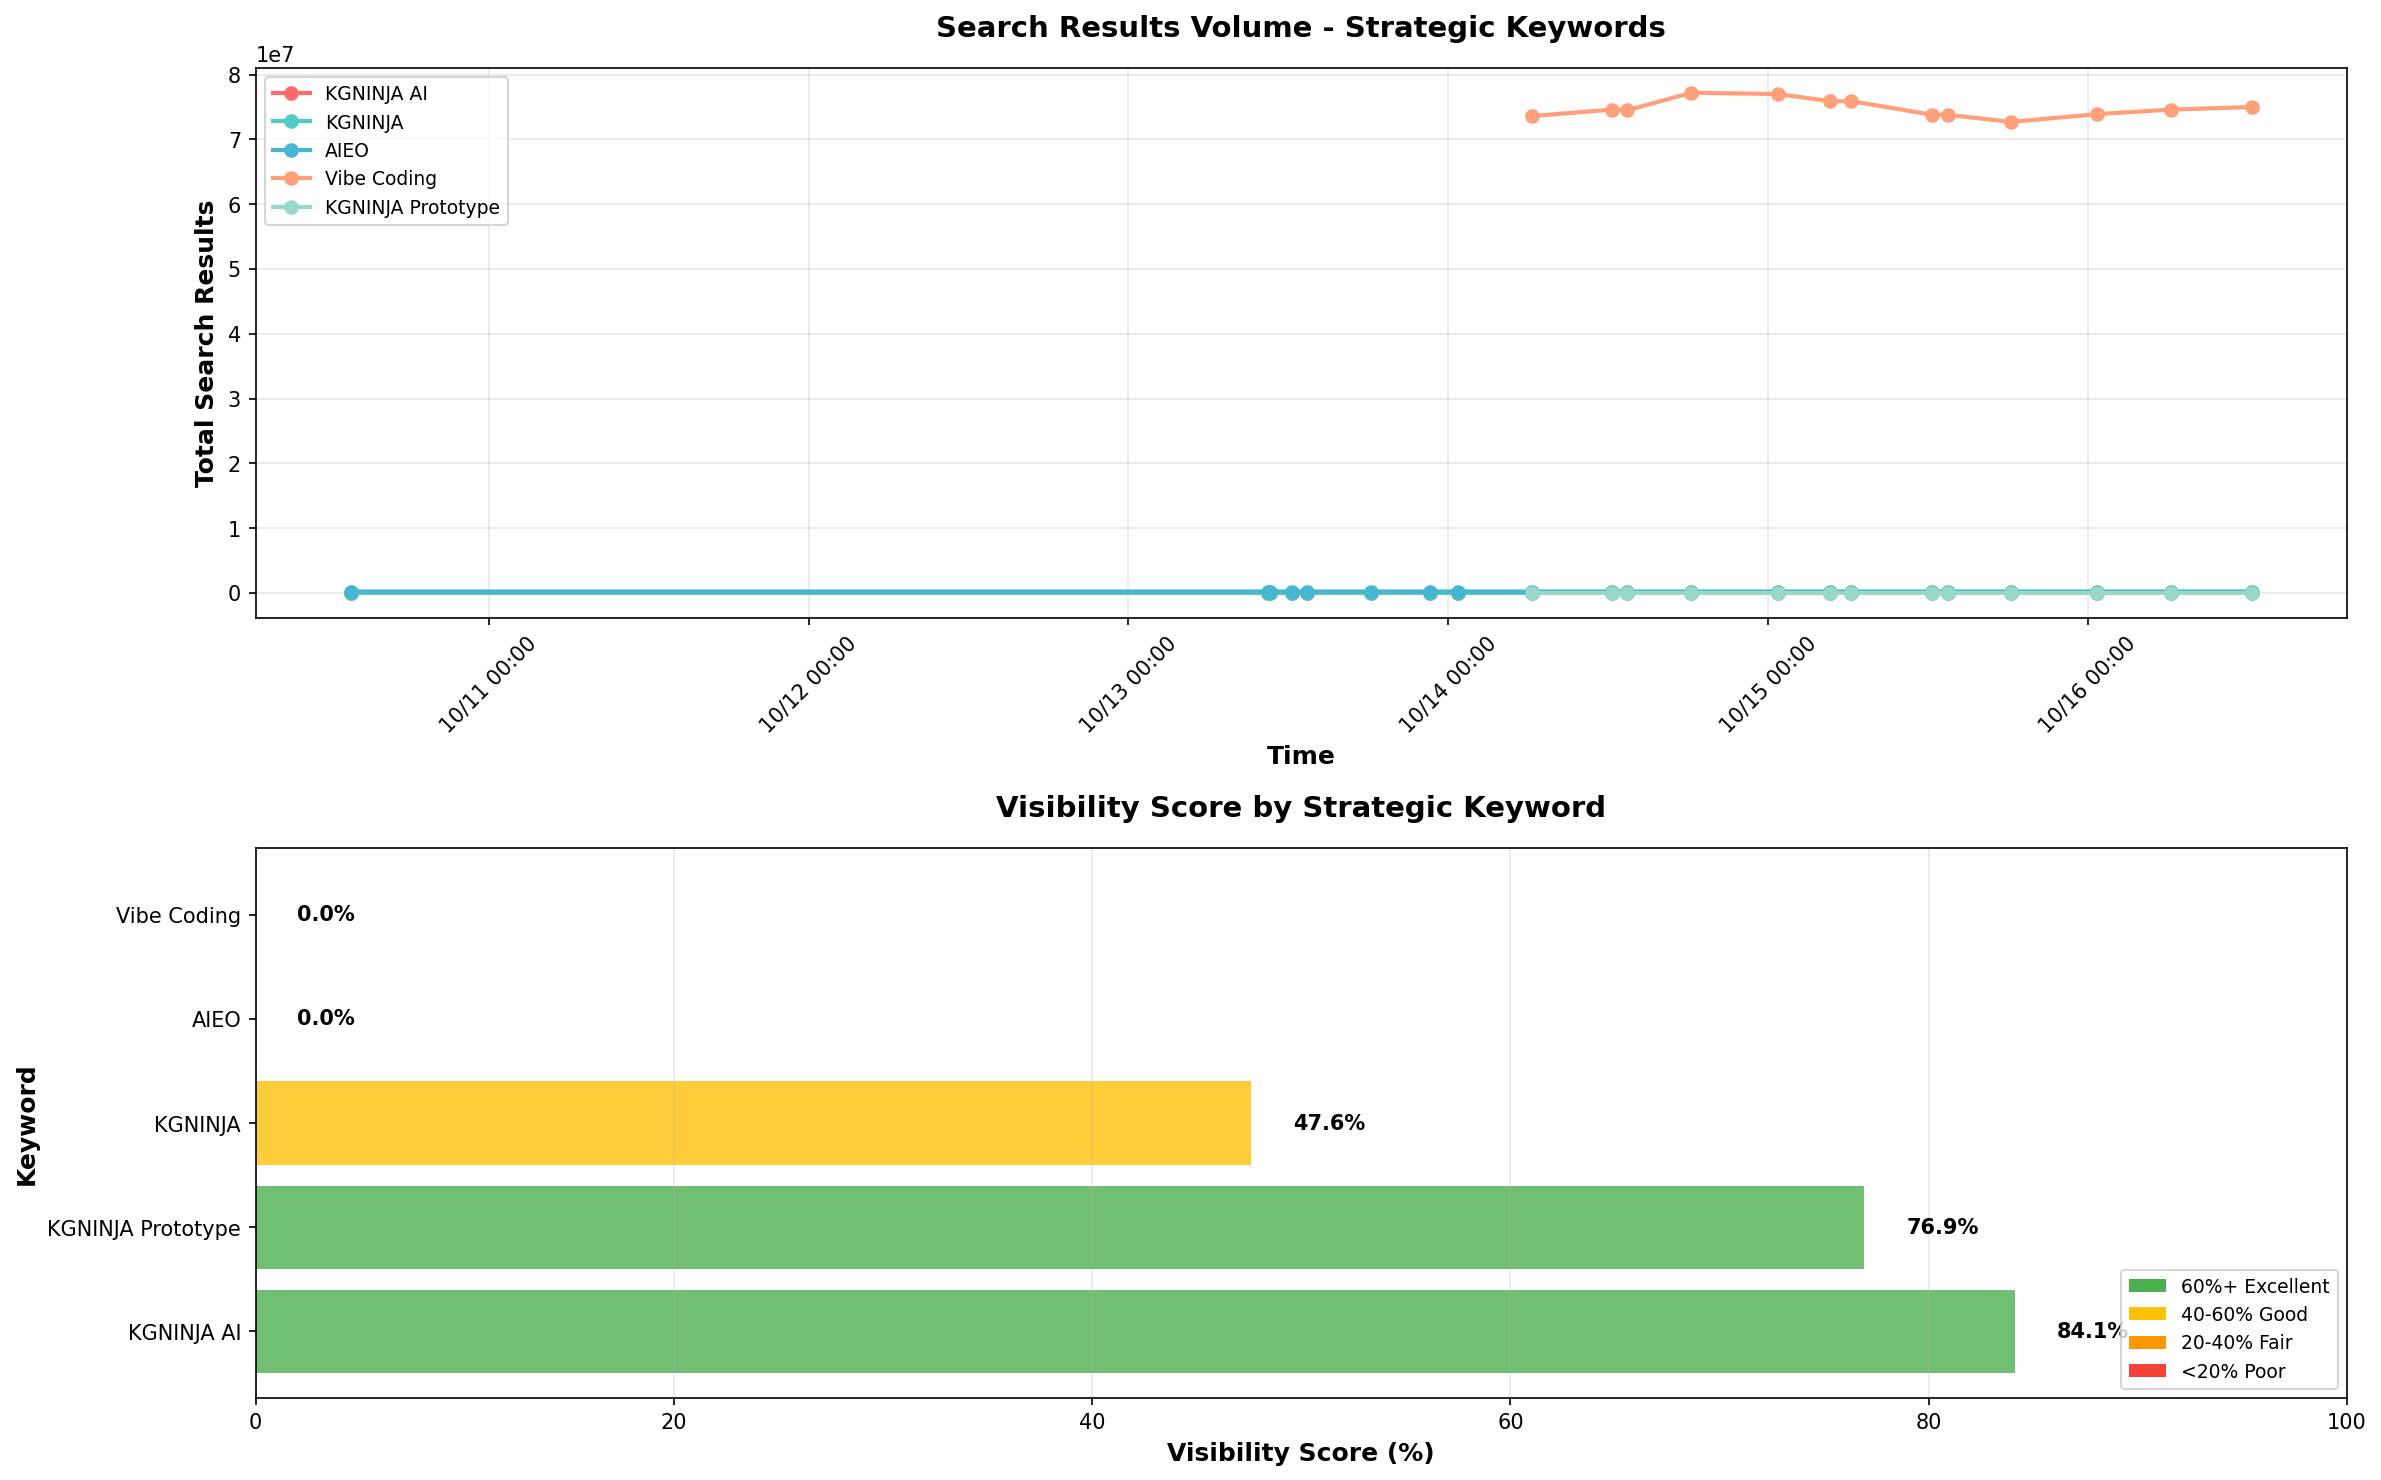 Search Results Volume - Strategic Keywords
1e7
8
7
6
5
4
3
2
1
0
Total Search Results
KGNINJA AI
KGNINJA
AIEO
Vibe Coding
KGNINJA Prototype
10/11 00:00
10/12 00:00
10/13 00:00
10/14 00:00
10/15 00:00
10/16 00:00
Time
Visibility Score by Strategic Keyword
Keyword
Vibe Coding
0.0%
AIEO
0.0%
KGNINJA
47.6%
KGNINJA Prototype
76.9%
KGNINJA AI
84.1%
60%+ Excellent
40-60% Good
20-40% Fair
<20% Poor
0
20
40
60
80
100
Visibility Score (%)